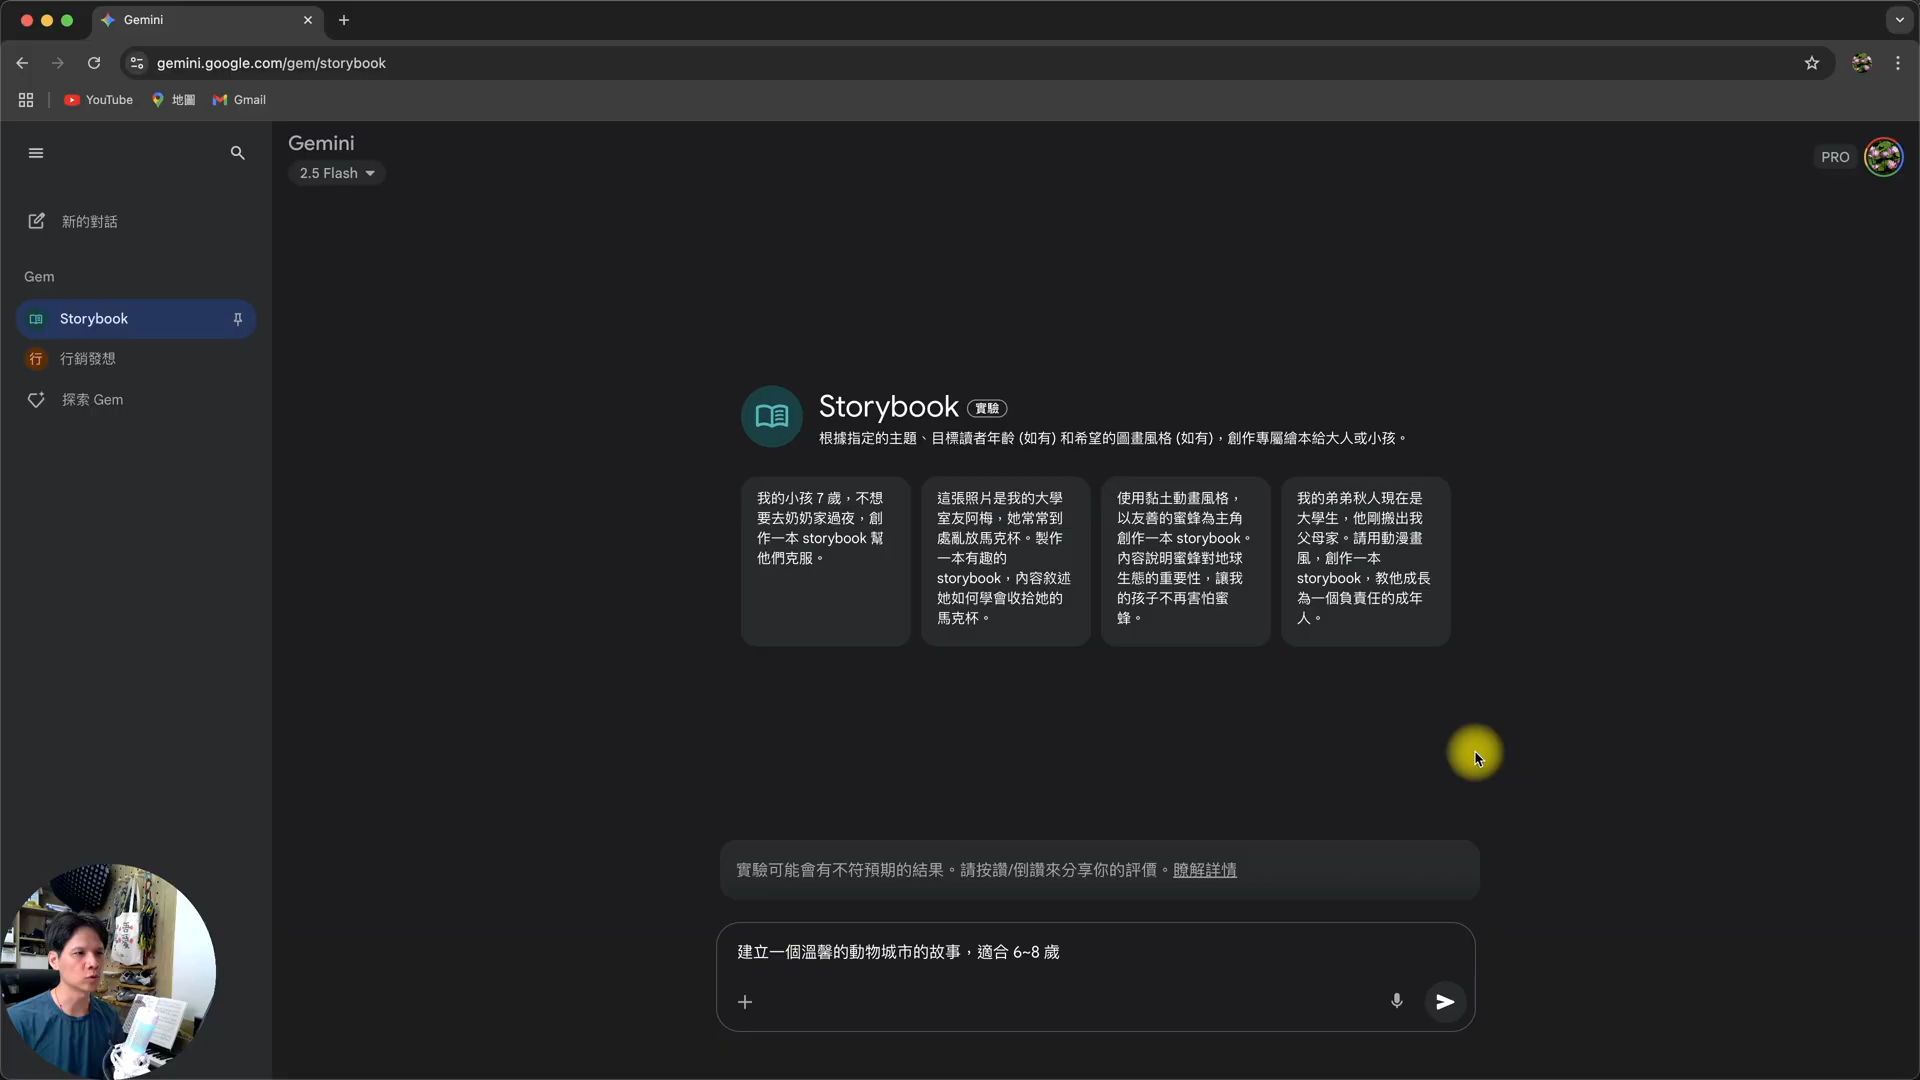 Gemini
gemini.google.com/gem/storybook
YouTube
地圖
Gmail
Gemini
2.5 Flash
PRO
新的對話
Gem
Storybook
行 行銷發想
探索 Gem
Storybook 實驗
根據指定的主題、目標讀者年齡 (如有) 和希望的圖畫風格 (如有)，創作專屬繪本給大人或小孩。
我的小孩 7 歲，不想
要去奶奶家過夜，創
作一本 storybook 幫
他們克服。
這張照片是我的大學
室友阿梅，她常常到
處亂放馬克杯。製作
一本有趣的
storybook，內容敘述
她如何學會收拾她的
馬克杯。
使用黏土動畫風格，
以友善的蜜蜂為主角
創作一本 storybook。
內容說明蜜蜂對地球
生態的重要性，讓我
的孩子不再害怕蜜
蜂。
我的弟弟秋人現在是
大學生，他剛搬出我
父母家。請用動漫畫
風，創作一本
storybook，教他成長
為一個負責任的成年
人。
實驗可能會有不符預期的結果。請按讚/倒讚來分享你的評價。瞭解詳情
建立一個溫馨的動物城市的故事，適合 6~8 歲